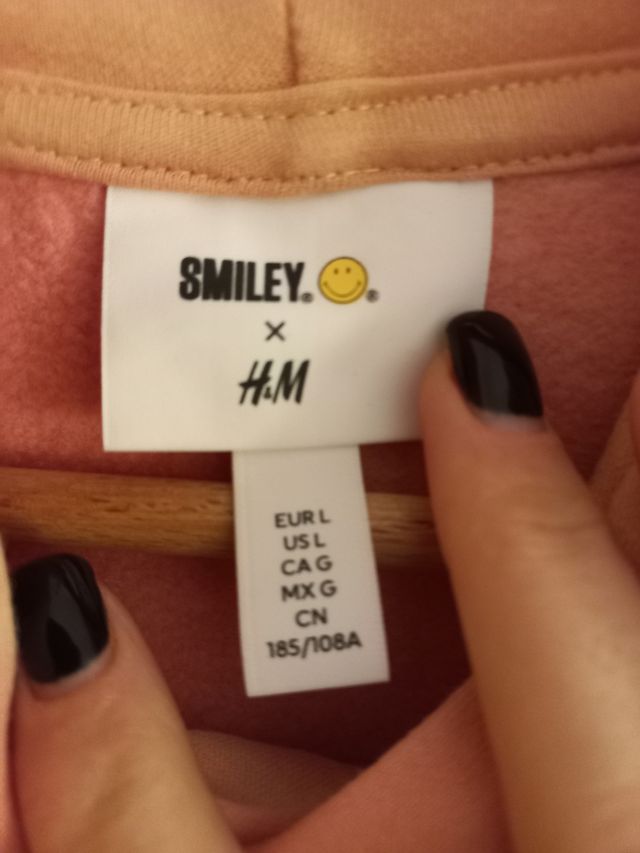 SMILEY.® ®
×
H&M
EUR L
US L
CA G
MX G
CN
185/108A